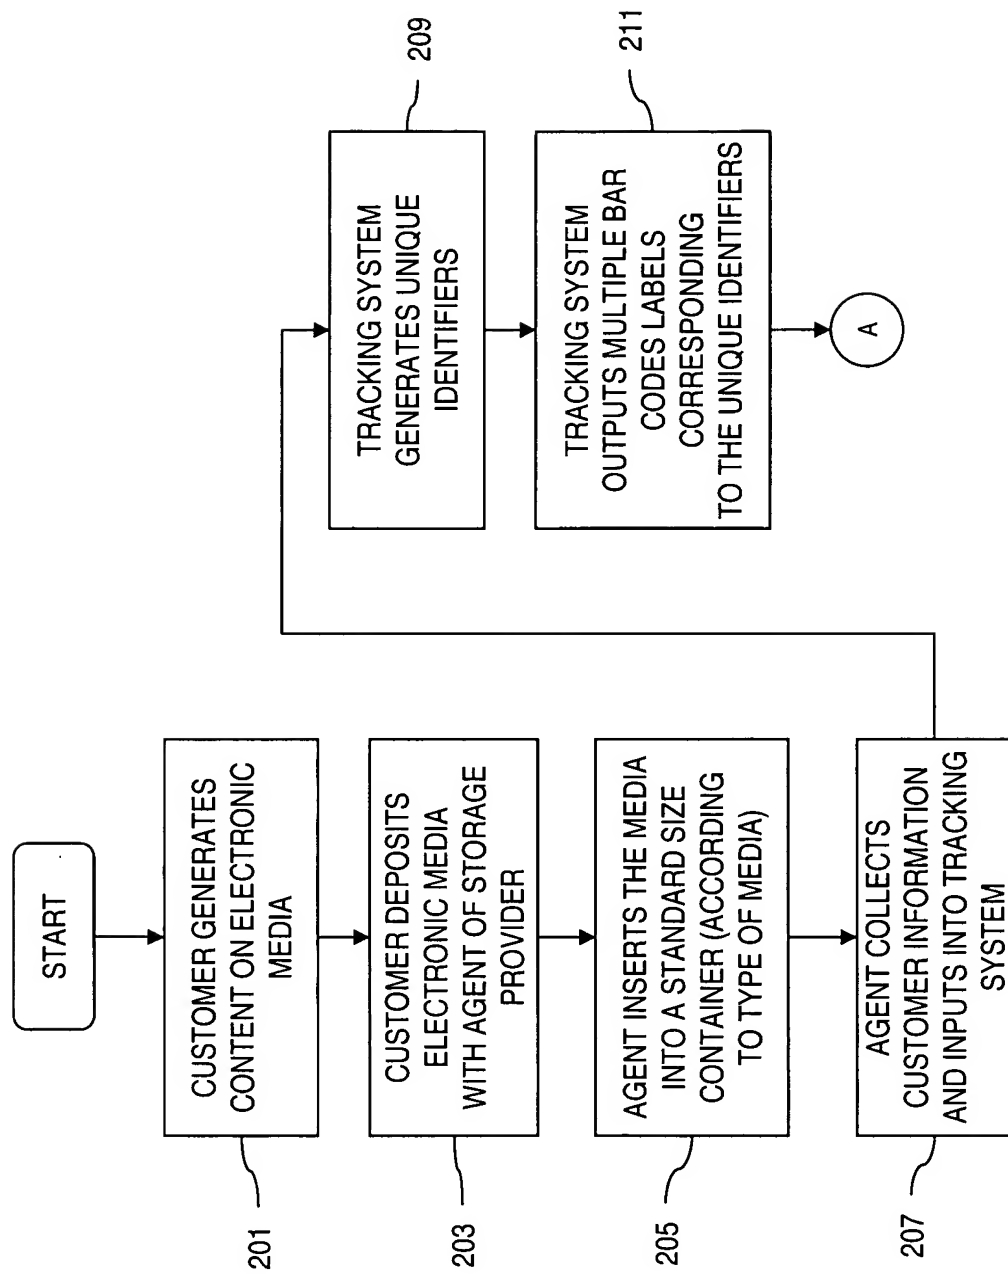 START
CUSTOMER GENERATES
CONTENT ON ELECTRONIC
MEDIA
201
CUSTOMER DEPOSITS
ELECTRONIC MEDIA
WITH AGENT OF STORAGE
PROVIDER
203
AGENT INSERTS THE MEDIA
INTO A STANDARD SIZE
CONTAINER (ACCORDING
TO TYPE OF MEDIA)
205
AGENT COLLECTS
CUSTOMER INFORMATION
AND INPUTS INTO TRACKING
SYSTEM
207
TRACKING SYSTEM
GENERATES UNIQUE
IDENTIFIERS
209
TRACKING SYSTEM
OUTPUTS MULTIPLE BAR
CODES LABELS
CORRESPONDING
TO THE UNIQUE IDENTIFIERS
211
A